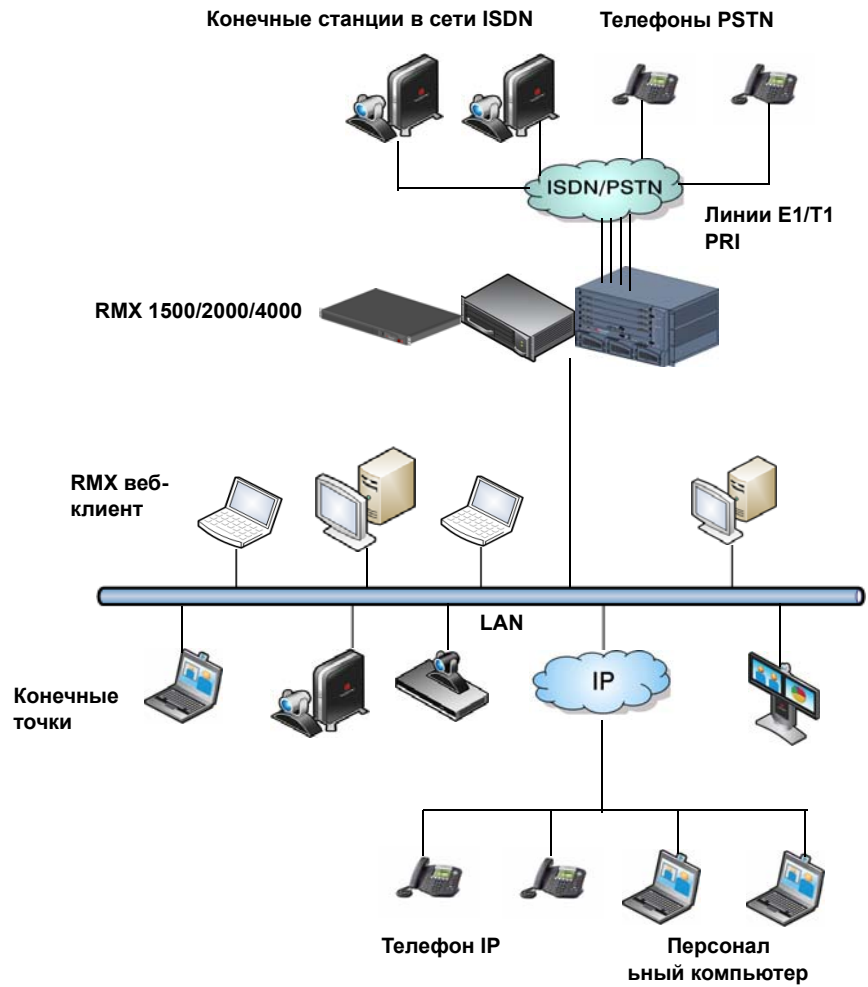 Конечные станции в сети ISDN
Телефоны PSTN
ISDN/PSTN
Линии E1/T1
PRI
RMX 1500/2000/4000
RMX веб-
клиент
LAN
IP
Конечные
точки
Телефон IP
Персонал
ьный компьютер